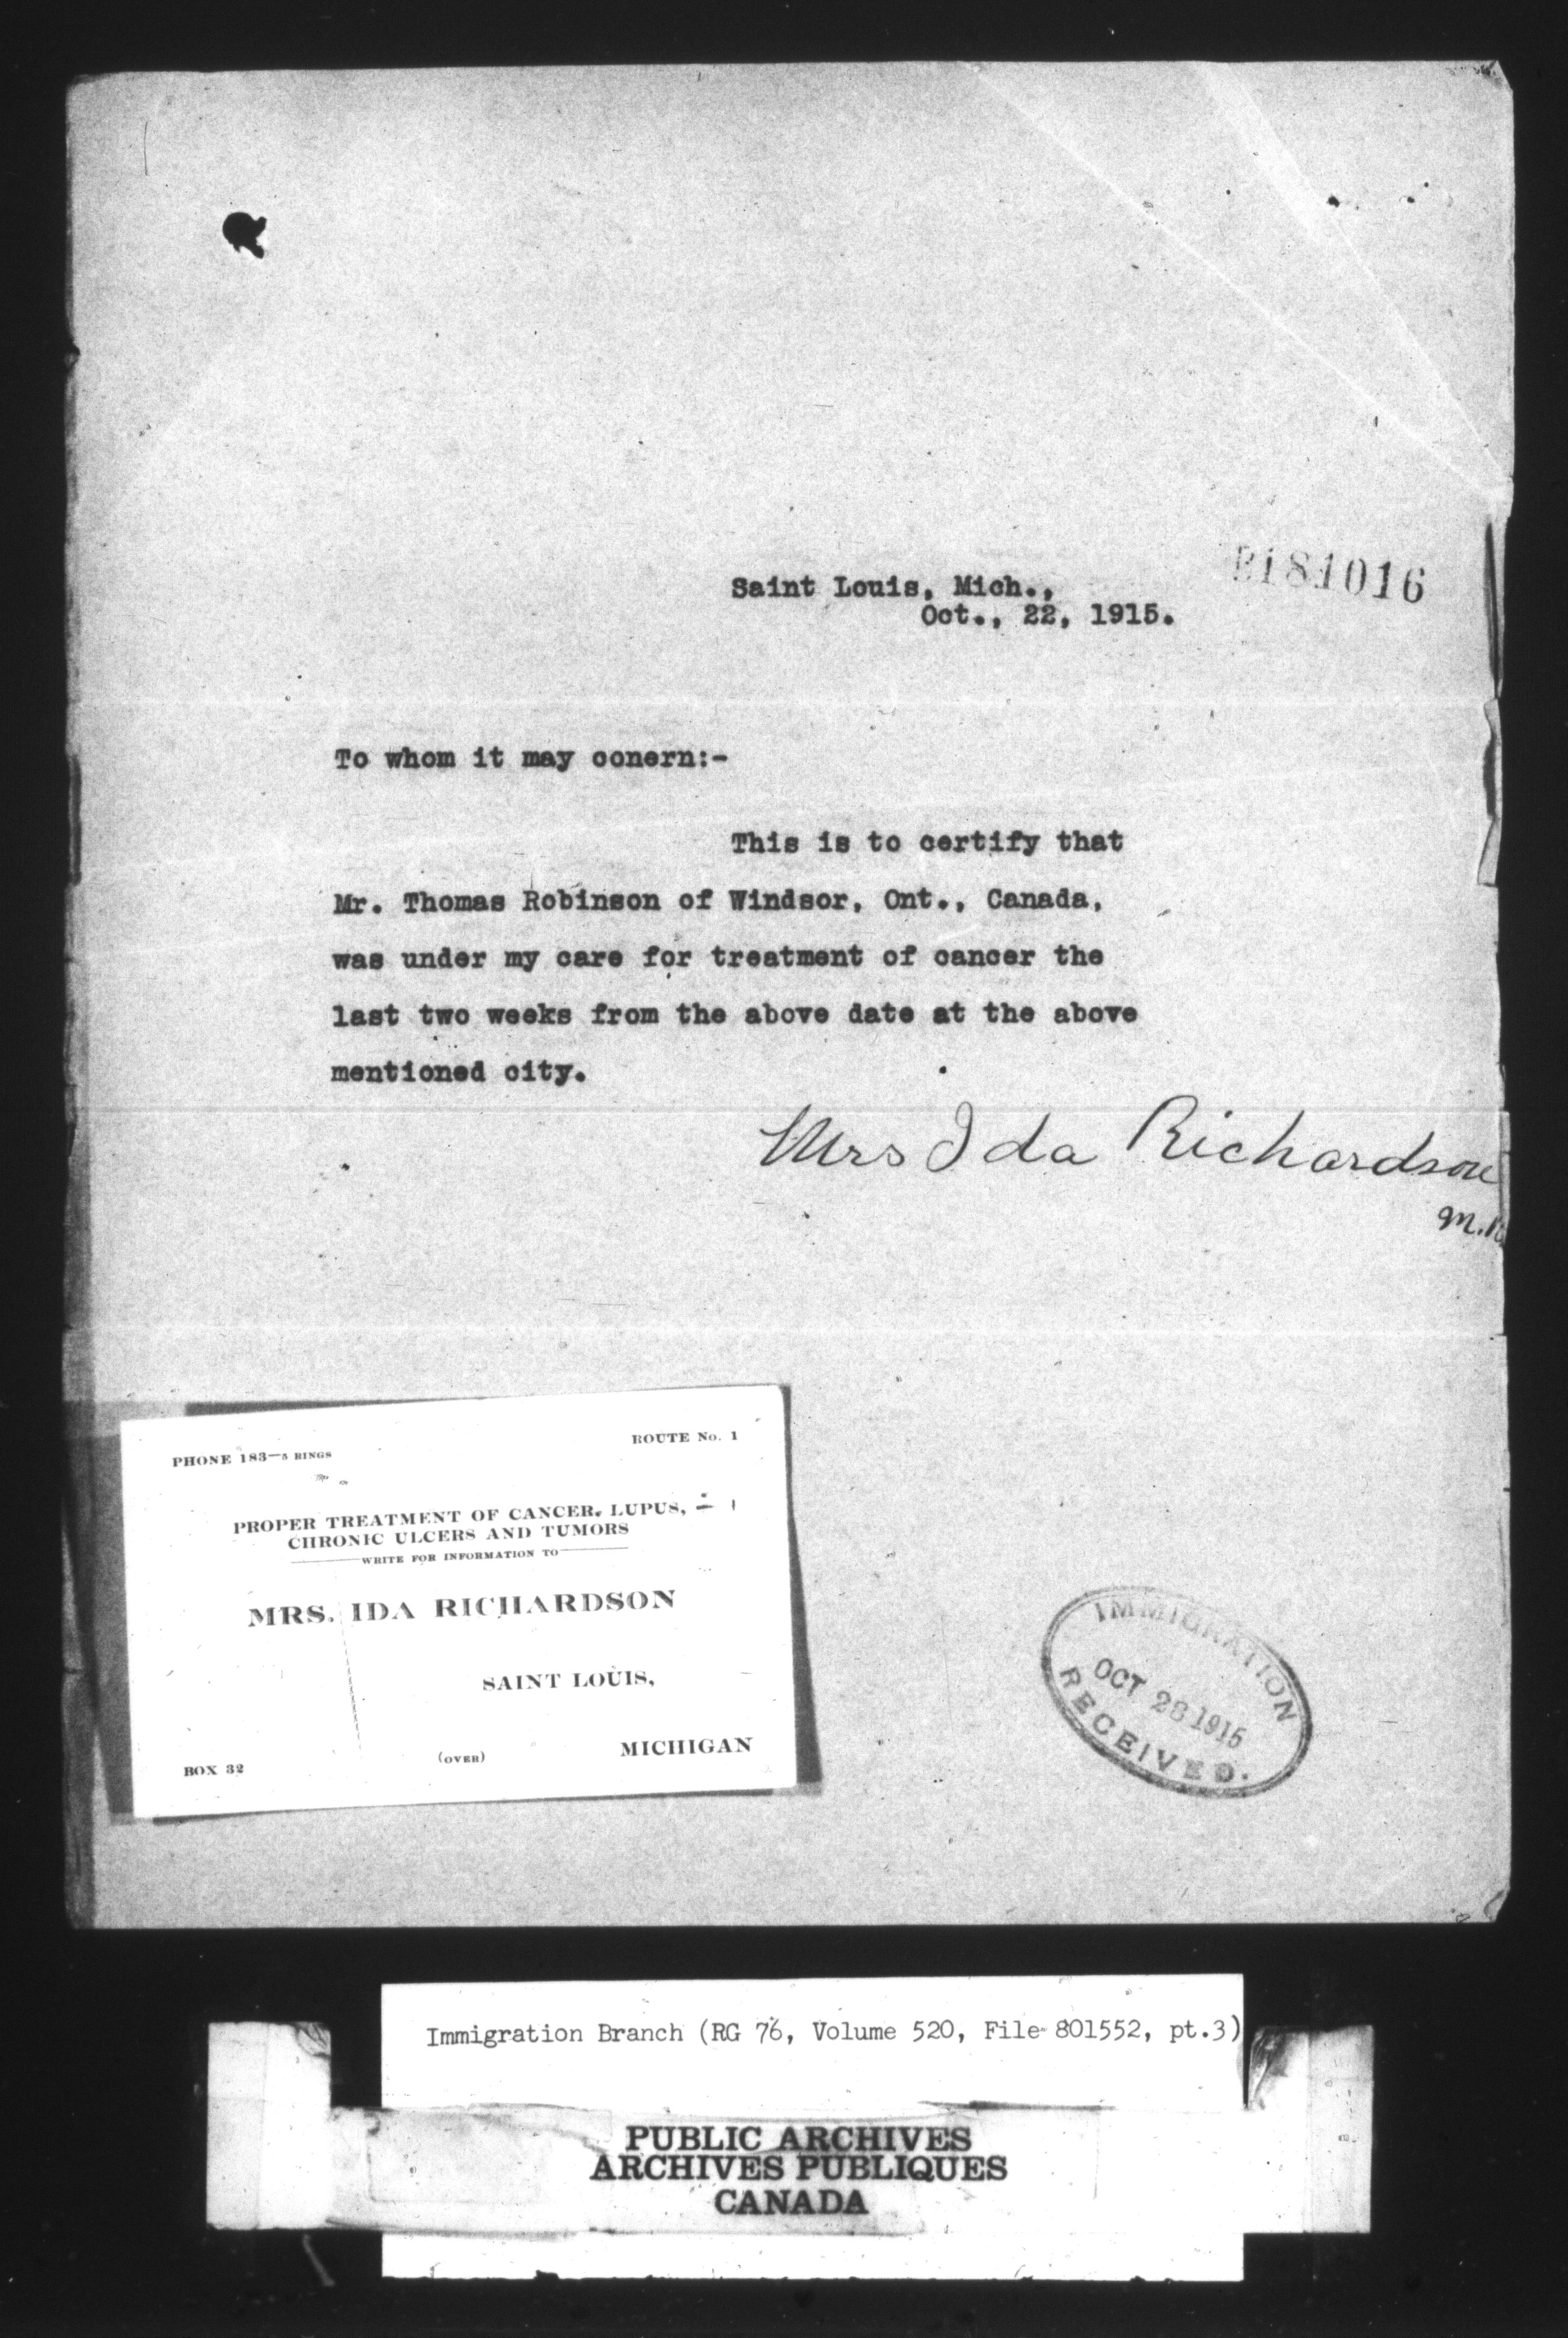 181016
Saint Louis, Mich.,
Oct., 22, 1915.
To whom it may conern:-
This is to certify that
Mr. Thomas Robinson of Windsor, Ont., Canada,
was under my care for treatment of cancer the
last two weeks from the above date at the above
mentioned city.
Mrs Ida Richardson
PHONE 183—5 RINGS
ROUTE No. 1
PROPER TREATMENT OF CANCER, LUPUS,
CHRONIC ULCERS AND TUMORS
WRITE FOR INFORMATION TO
MRS. IDA RICHARDSON
SAINT LOUIS,
MICHIGAN
BOX 32
(OVER)
IMMIGRATION
OCT 28 1915
RECEIVED.
Immigration Branch (RG 76, Volume 520, File 801552, pt.3)
PUBLIC ARCHIVES
ARCHIVES PUBLIQUES
CANADA